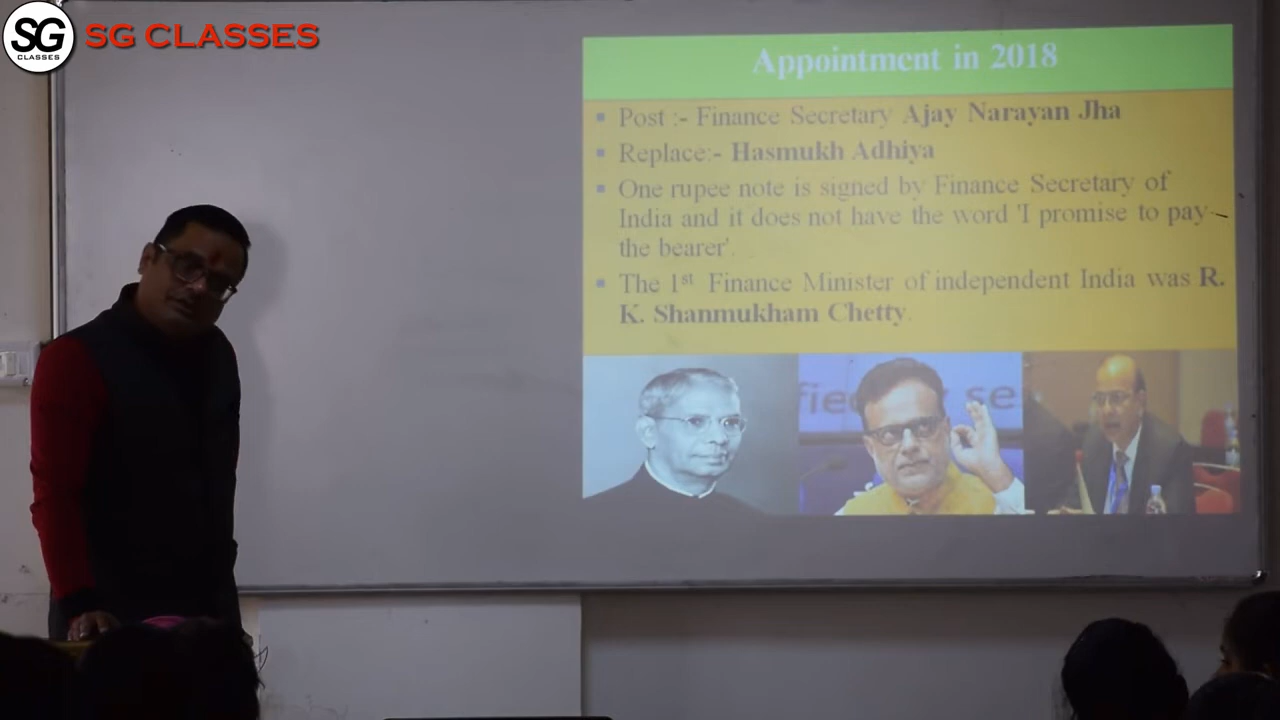 SG
CLASSES
SG CLASSES
Appointment in 2018
Post :- Finance Secretary Ajay Narayan Jha
Replace:- Hasmukh Adhiya
One rupee note is signed by Finance Secretary of
India and it does not have the word 'I promise to pay
the bearer'.
The 1st Finance Minister of independent India was R.
K. Shanmukham Chetty.